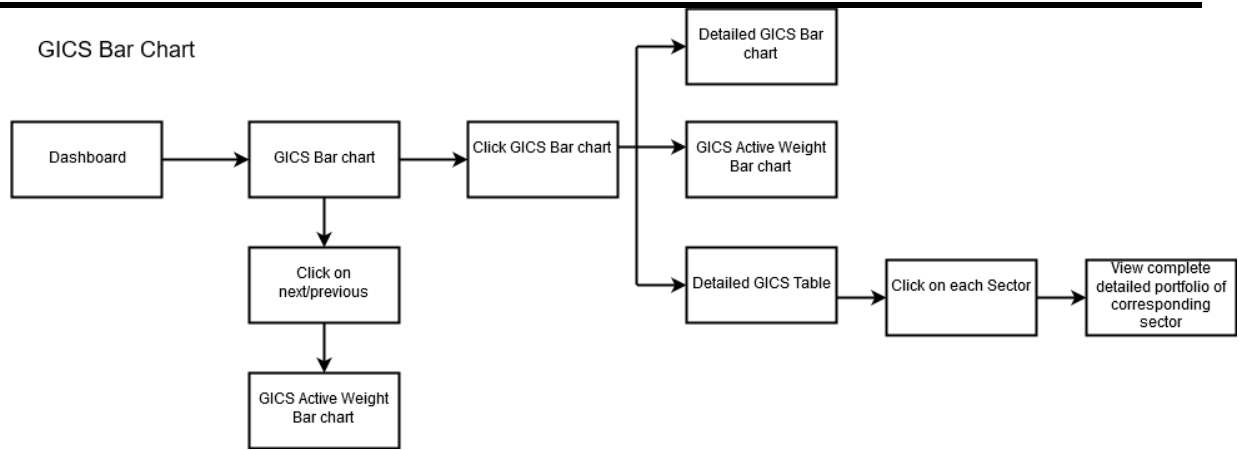 GICS Bar Chart
Detailed GICS Bar
chart
Dashboard
GICS Bar chart
Click GICS Bar chart
GICS Active Weight
Bar chart
Click on
next/previous
Detailed GICS Table
Click on each Sector
View complete
detailed portfolio of
corresponding
sector
GICS Active Weight
Bar chart